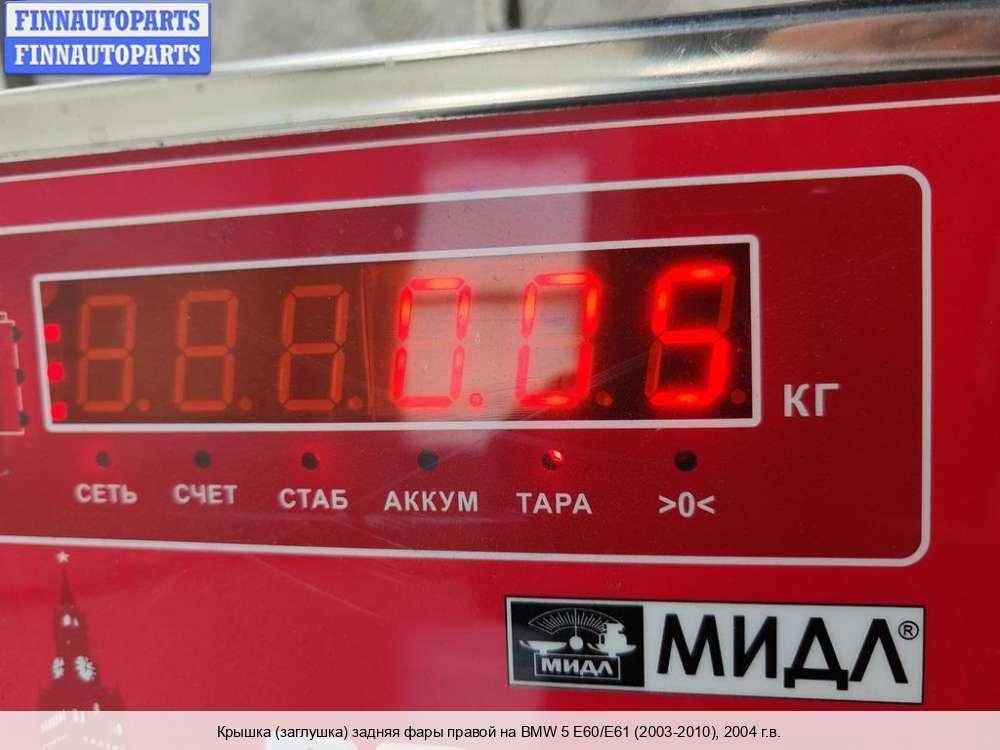 FINNAUTOPARTS
FINNAUTOPARTS
0.05 КГ
СЕТЬ СЧЕТ СТАБ АККУМ ТАРА >0<
МИДЛ МИДЛ®
Крышка (заглушка) задняя фары правой на BMW 5 E60/E61 (2003-2010), 2004 г.в.